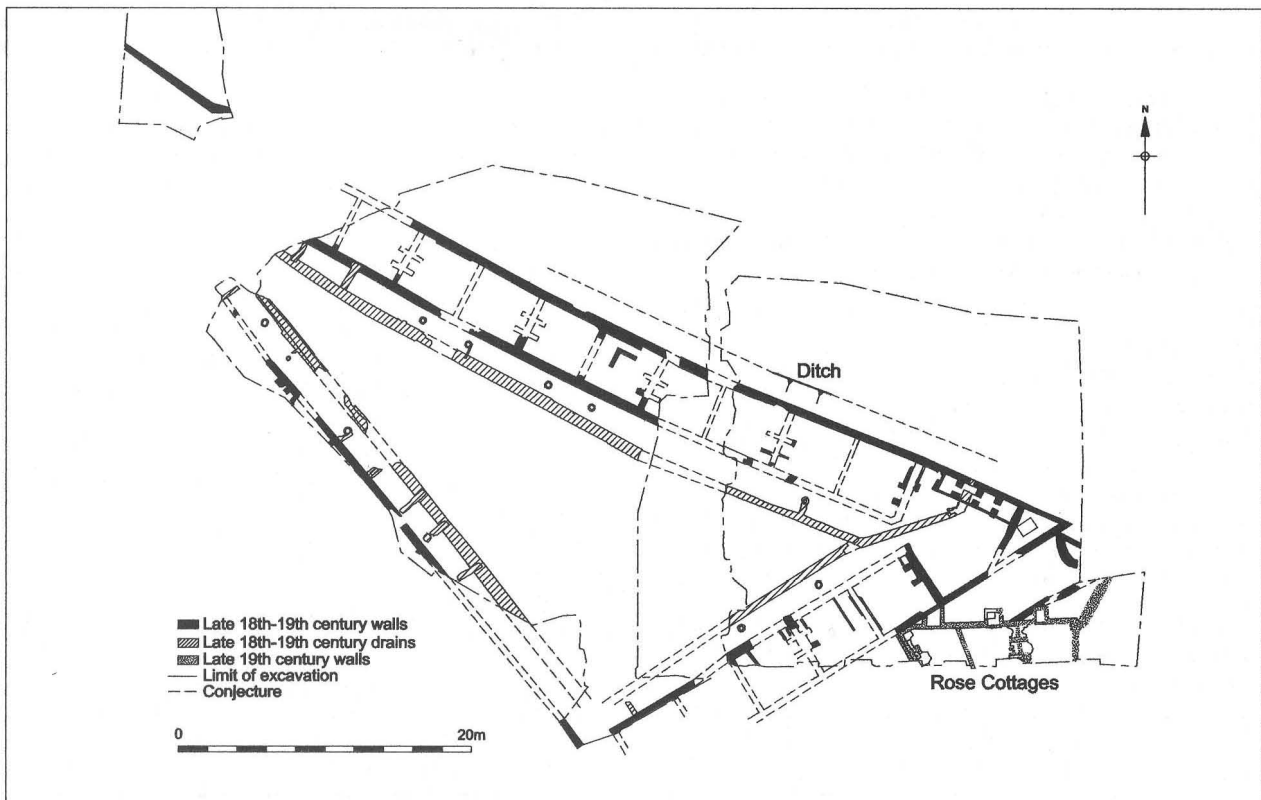 N
Ditch
Late 18th-19th century walls
Late 18th-19th century drains
Late 19th century walls
Limit of excavation
Conjecture
Rose Cottages
0 20m